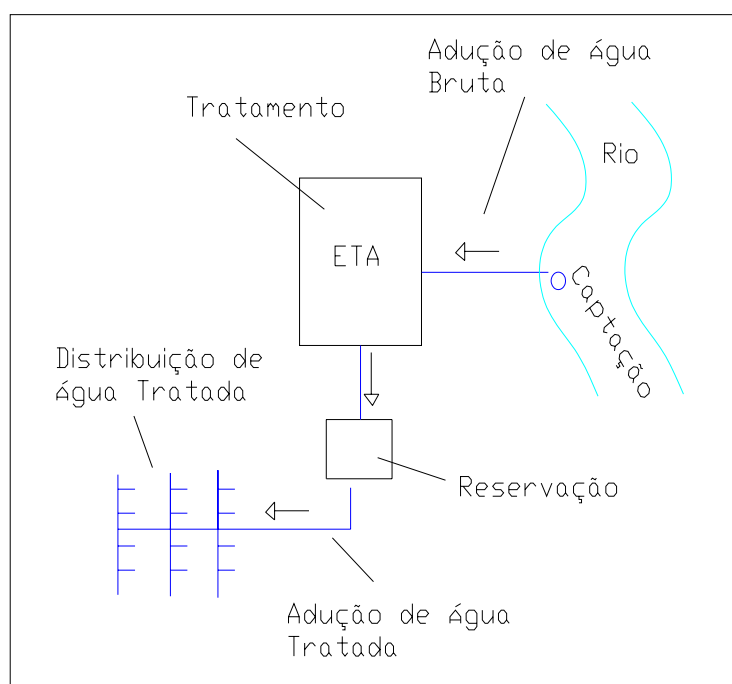 Adução de água
Bruta
Tratamento
Rio
ETA
Captação
Distribuição de
água Tratada
Reservação
Adução de água
Tratada